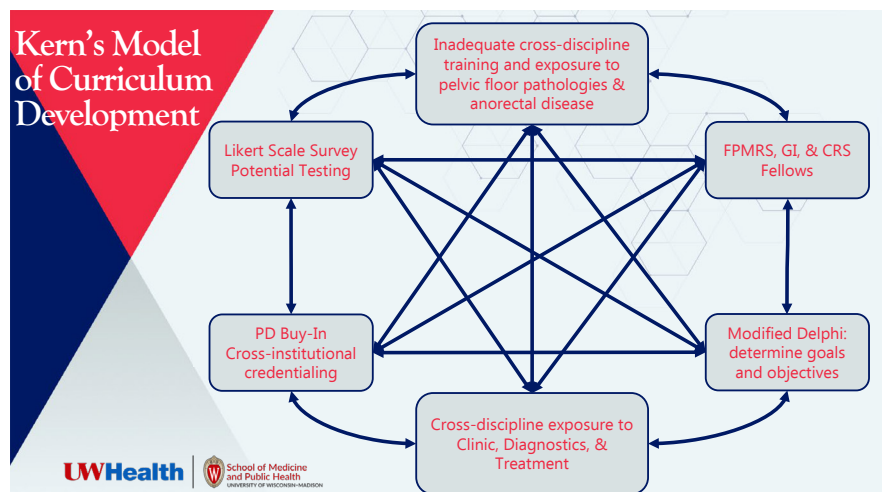 Kern's Model
of Curriculum
Development
Inadequate cross-discipline
training and exposure to
pelvic floor pathologies &
anorectal disease
Likert Scale Survey
Potential Testing
FPMRS, GI, & CRS
Fellows
PD Buy-In
Cross-institutional
credentialing
Modified Delphi:
determine goals
and objectives
Cross-discipline exposure to
Clinic, Diagnostics, &
Treatment
UWHealth
W
School of Medicine
and Public Health
UNIVERSITY OF WISCONSIN-MADISON